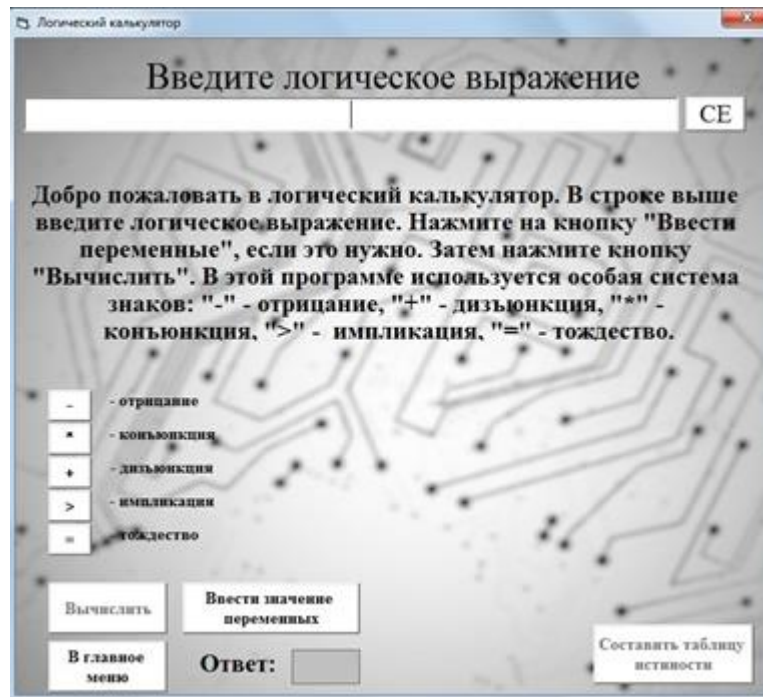 Логический калькулятор
Введите логическое выражение
CE
Добро пожаловать в логический калькулятор. В строке выше
введите логическое выражение. Нажмите на кнопку "Ввести
переменные", если это нужно. Затем нажмите кнопку
"Вычислить". В этой программе используется особая система
знаков: "-" - отрицание, "+" - дизъюнкция, "*" -
конъюнкция, ">" - импликация, "=" - тождество.
- - отрицание
* - конъюнкция
+ - дизъюнкция
> - импликация
= - тождество
Вычислить
Ввести значение
переменных
В главное
меню
Ответ:
Составить таблицу
истиности